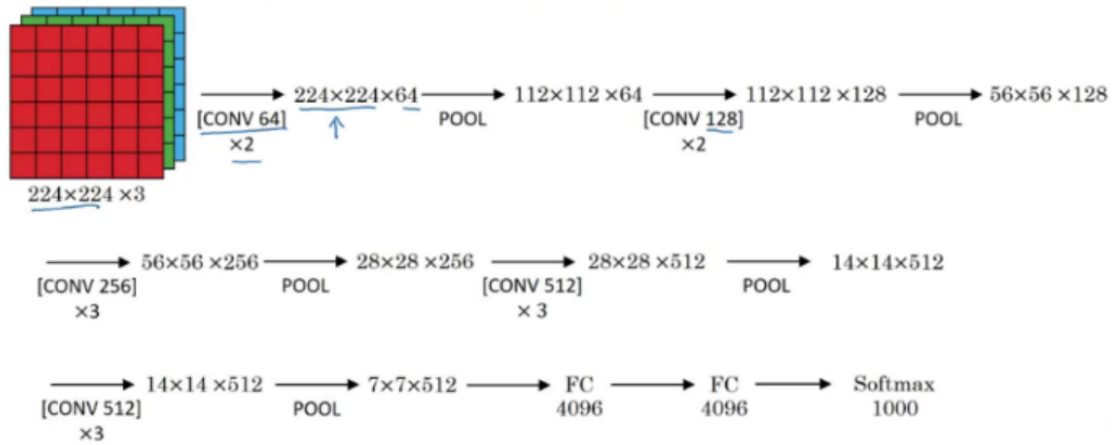 224×224×64 112×112 ×64 112×112 ×128 56×56 ×128
[CONV 64] POOL [CONV 128] POOL
×2 ×2
224×224 ×3
56×56 ×256 28×28 ×256 28×28 ×512 14×14×512
[CONV 256] POOL [CONV 512] POOL
×3 × 3
14×14 ×512 7×7×512 FC FC Softmax
[CONV 512] POOL 4096 4096 1000
×3